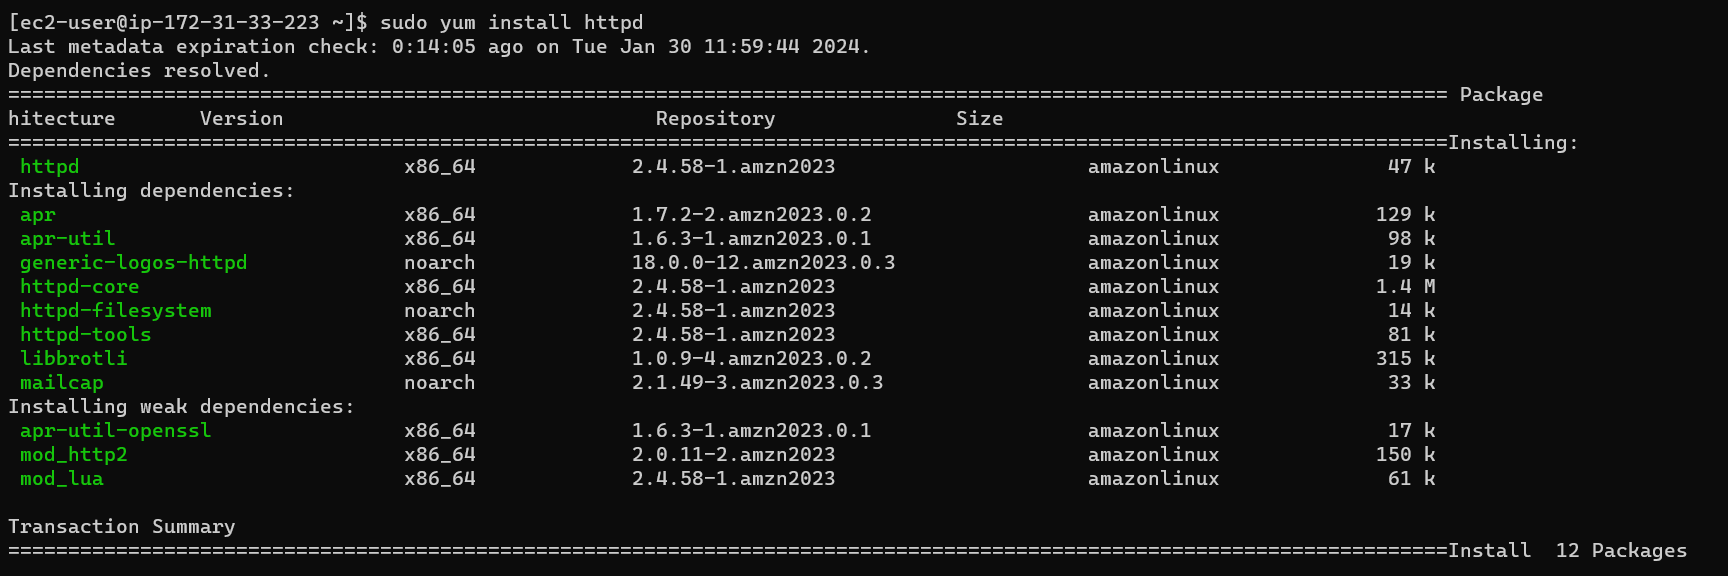 [ec2-user@ip-172-31-33-223 ~]$ sudo yum install httpd
Last metadata expiration check: 0:14:05 ago on Tue Jan 30 11:59:44 2024.
Dependencies resolved.
======================================================================================================================== Package
hitecture       Version                               Repository               Size
========================================================================================================================Installing:
 httpd                           x86_64             2.4.58-1.amzn2023                     amazonlinux              47 k
Installing dependencies:
 apr                             x86_64             1.7.2-2.amzn2023.0.2                  amazonlinux             129 k
 apr-util                        x86_64             1.6.3-1.amzn2023.0.1                  amazonlinux              98 k
 generic-logos-httpd             noarch             18.0.0-12.amzn2023.0.3                amazonlinux              19 k
 httpd-core                      x86_64             2.4.58-1.amzn2023                     amazonlinux             1.4 M
 httpd-filesystem                noarch             2.4.58-1.amzn2023                     amazonlinux              14 k
 httpd-tools                     x86_64             2.4.58-1.amzn2023                     amazonlinux              81 k
 libbrotli                       x86_64             1.0.9-4.amzn2023.0.2                  amazonlinux             315 k
 mailcap                         noarch             2.1.49-3.amzn2023.0.3                 amazonlinux              33 k
Installing weak dependencies:
 apr-util-openssl                x86_64             1.6.3-1.amzn2023.0.1                  amazonlinux              17 k
 mod_http2                       x86_64             2.0.11-2.amzn2023                     amazonlinux             150 k
 mod_lua                         x86_64             2.4.58-1.amzn2023                     amazonlinux              61 k
Transaction Summary
========================================================================================================================Install  12 Packages